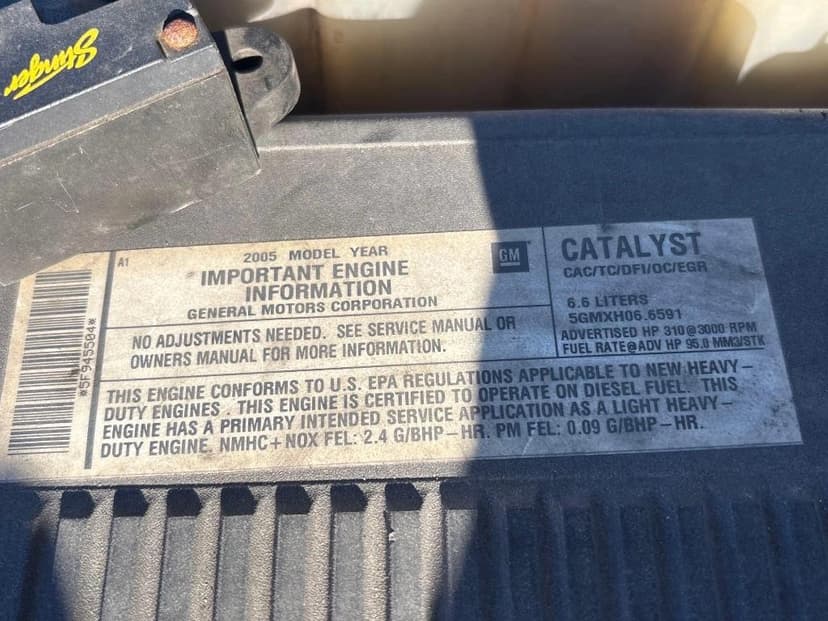 Stinger
A1
2005 MODEL YEAR
IMPORTANT ENGINE
INFORMATION
GENERAL MOTORS CORPORATION
GM
NO ADJUSTMENTS NEEDED. SEE SERVICE MANUAL OR
OWNERS MANUAL FOR MORE INFORMATION.
CATALYST
CAC/TC/DFI/OC/EGR
6.6 LITERS
5GMXH06.6591
ADVERTISED HP 310@3000 RPM
FUEL RATE@ADV HP 95.0 MM3/STK
THIS ENGINE CONFORMS TO U.S. EPA REGULATIONS APPLICABLE TO NEW HEAVY-
DUTY ENGINES. THIS ENGINE IS CERTIFIED TO OPERATE ON DIESEL FUEL. THIS
ENGINE HAS A PRIMARY INTENDED SERVICE APPLICATION AS A LIGHT HEAVY-
DUTY ENGINE. NMHC+NOX FEL: 2.4 G/BHP-HR. PM FEL: 0.09 G/BHP-HR.
*5F945504*